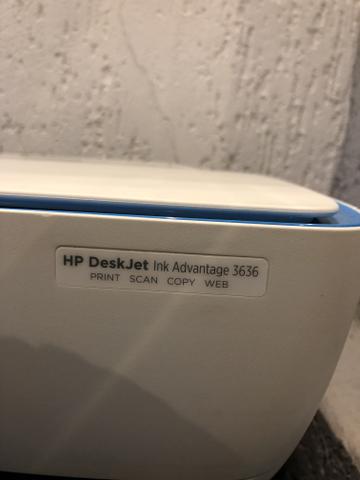 HP DeskJet Ink Advantage 3636
PRINT SCAN COPY WEB